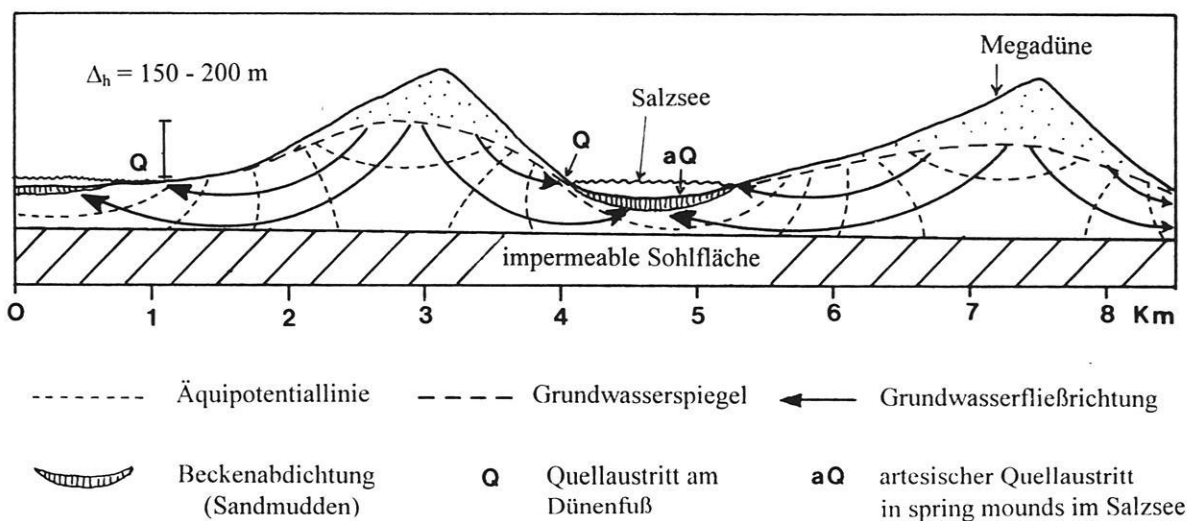 Δh = 150 - 200 m
Megadüne
Salzsee
Q
Q
aQ
impermeable Sohlfläche
0 1 2 3 4 5 6 7 8 Km
Äquipotentiallinie
Grundwasserspiegel
Grundwasserfließrichtung
Beckenabdichtung
(Sandmudden)
Q
Quellaustritt am
Dünenfuß
aQ
artesischer Quellaustritt
in spring mounds im Salzsee